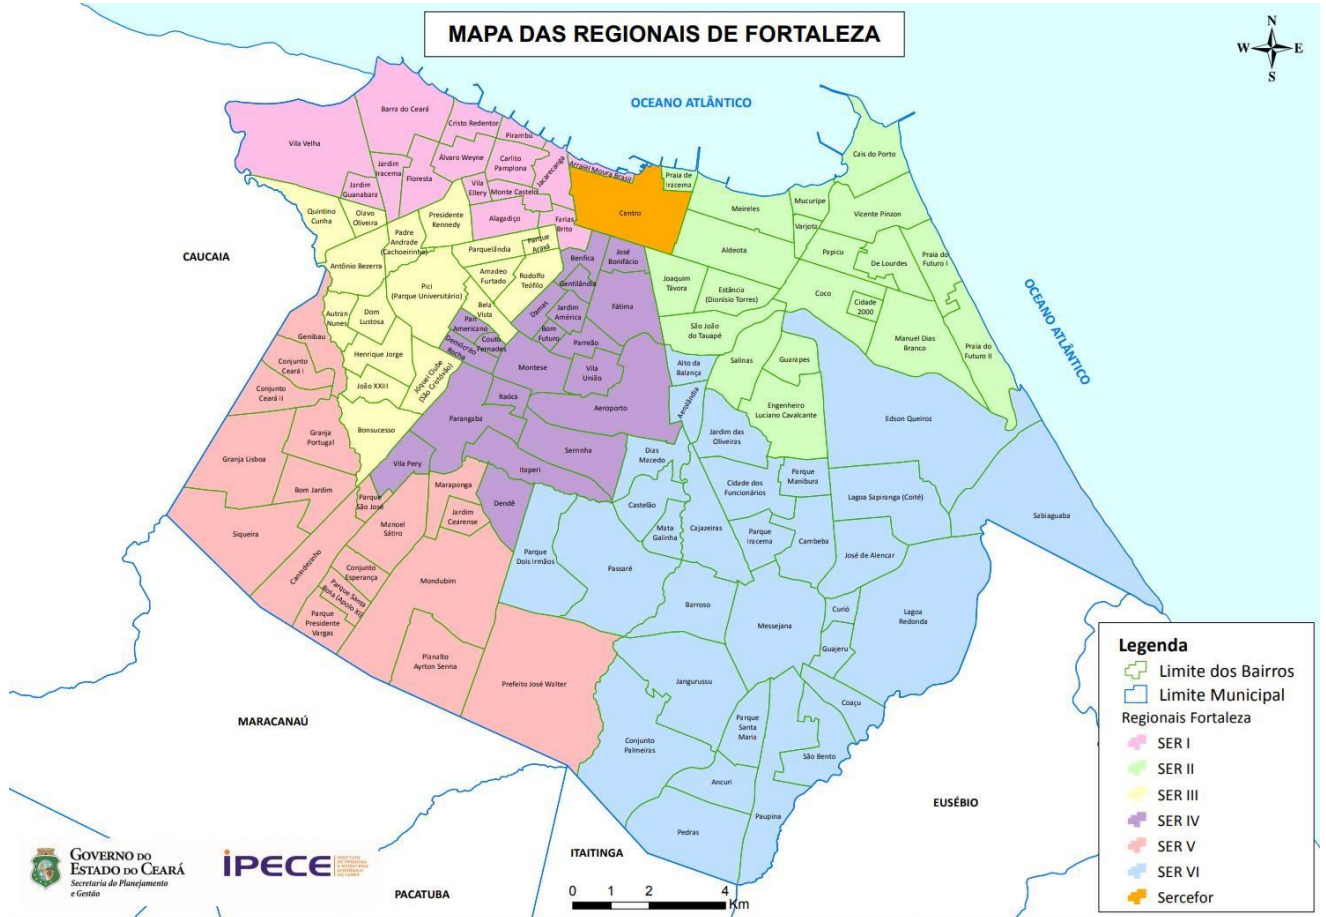 MAPA DAS REGIONAIS DE FORTALEZA
N
W
E
S
OCEANO ATLÂNTICO
Barra do Ceará
Cristo Redentor
Pirambú
Vila Velha
Álvaro Weyne
Carlito
Pamplona
Jacarecanga
Arraial Moura Brasil
Praia de
Iracema
Cais do Porto
Jardim
Iracema
Floresta
Jardim
Guanabara
Vila
Ellery
Monte Castelo
Quintino
Cunha
Olavo
Oliveira
Presidente
Kennedy
Alagadiço
Farias
Brito
Centro
Meireles
Mucuripe
Varjota
Vicente Pinzon
Padre
Andrade
(Cachoeirinha)
Parquelândia
Parque
Araxá
Benfica
José
Bonifácio
Aldeota
Papicu
De Lourdes
Praia do
Futuro I
CAUCAIA
Antônio Bezerra
Amadeo
Furtado
Rodolfo
Teófilo
Gentilândia
Joaquim
Távora
Estância
(Dionísio Torres)
Coco
Cidade
2000
OCEANO ATLÂNTICO
Pici
(Parque Universitário)
Bela
Vista
Damas
Jardim
América
Fátima
Autran
Nunes
Dom
Lustosa
Pan
Americano
Bom
Futuro
São João
do Tauapé
Manuel Dias
Branco
Praia do
Futuro II
Genibau
Demócrito
Rocha
Couto
Fernades
Parreão
Henrique Jorge
Conjunto
Ceará I
Montese
Vila
União
Alto da
Balança
Salinas
Guarapes
Jóquei Clube
(São Cristóvão)
João XXIII
Conjunto
Ceará II
Itaóca
Aeroporto
Aerolândia
Engenheiro
Luciano Cavalcante
Edson Queiroz
Parangaba
Bonsucesso
Granja
Portugal
Jardim das
Oliveiras
Granja Lisboa
Vila Pery
Serrinha
Dias
Macedo
Itaperi
Cidade dos
Funcionários
Parque
Manibura
Bom Jardim
Parque
São José
Maraponga
Dendê
Castelão
Lagoa Sapiranga (Coité)
Sabiaguaba
Jardim
Cearense
Manoel
Sátiro
Mata
Galinha
Cajazeiras
Parque
Iracema
Cambeba
Siqueira
José de Alencar
Canindezinho
Conjunto
Esperança
Parque
Dois Irmãos
Passaré
Mondubim
Parque Santa
Rosa (Apolo XI)
Barroso
Curió
Lagoa
Redonda
Parque
Presidente
Vargas
Messejana
Guajeru
Planalto
Ayrton Senna
Prefeito José Walter
Jangurussu
Coaçu
Parque
Santa
Maria
MARACANAÚ
Conjunto
Palmeiras
São Bento
Ancuri
Paupina
Pedras
EUSÉBIO
ITAITINGA
PACATUBA
Legenda
Limite dos Bairros
Limite Municipal
Regionais Fortaleza
SER I
SER II
SER III
SER IV
SER V
SER VI
Sercefor
GOVERNO DO
ESTADO DO CEARÁ
Secretaria do Planejamento
e Gestão
IPECE
INSTITUTO
DE PESQUISA
E ESTRATÉGIA
ECONÔMICA
DO CEARÁ
0 1 2 4
Km